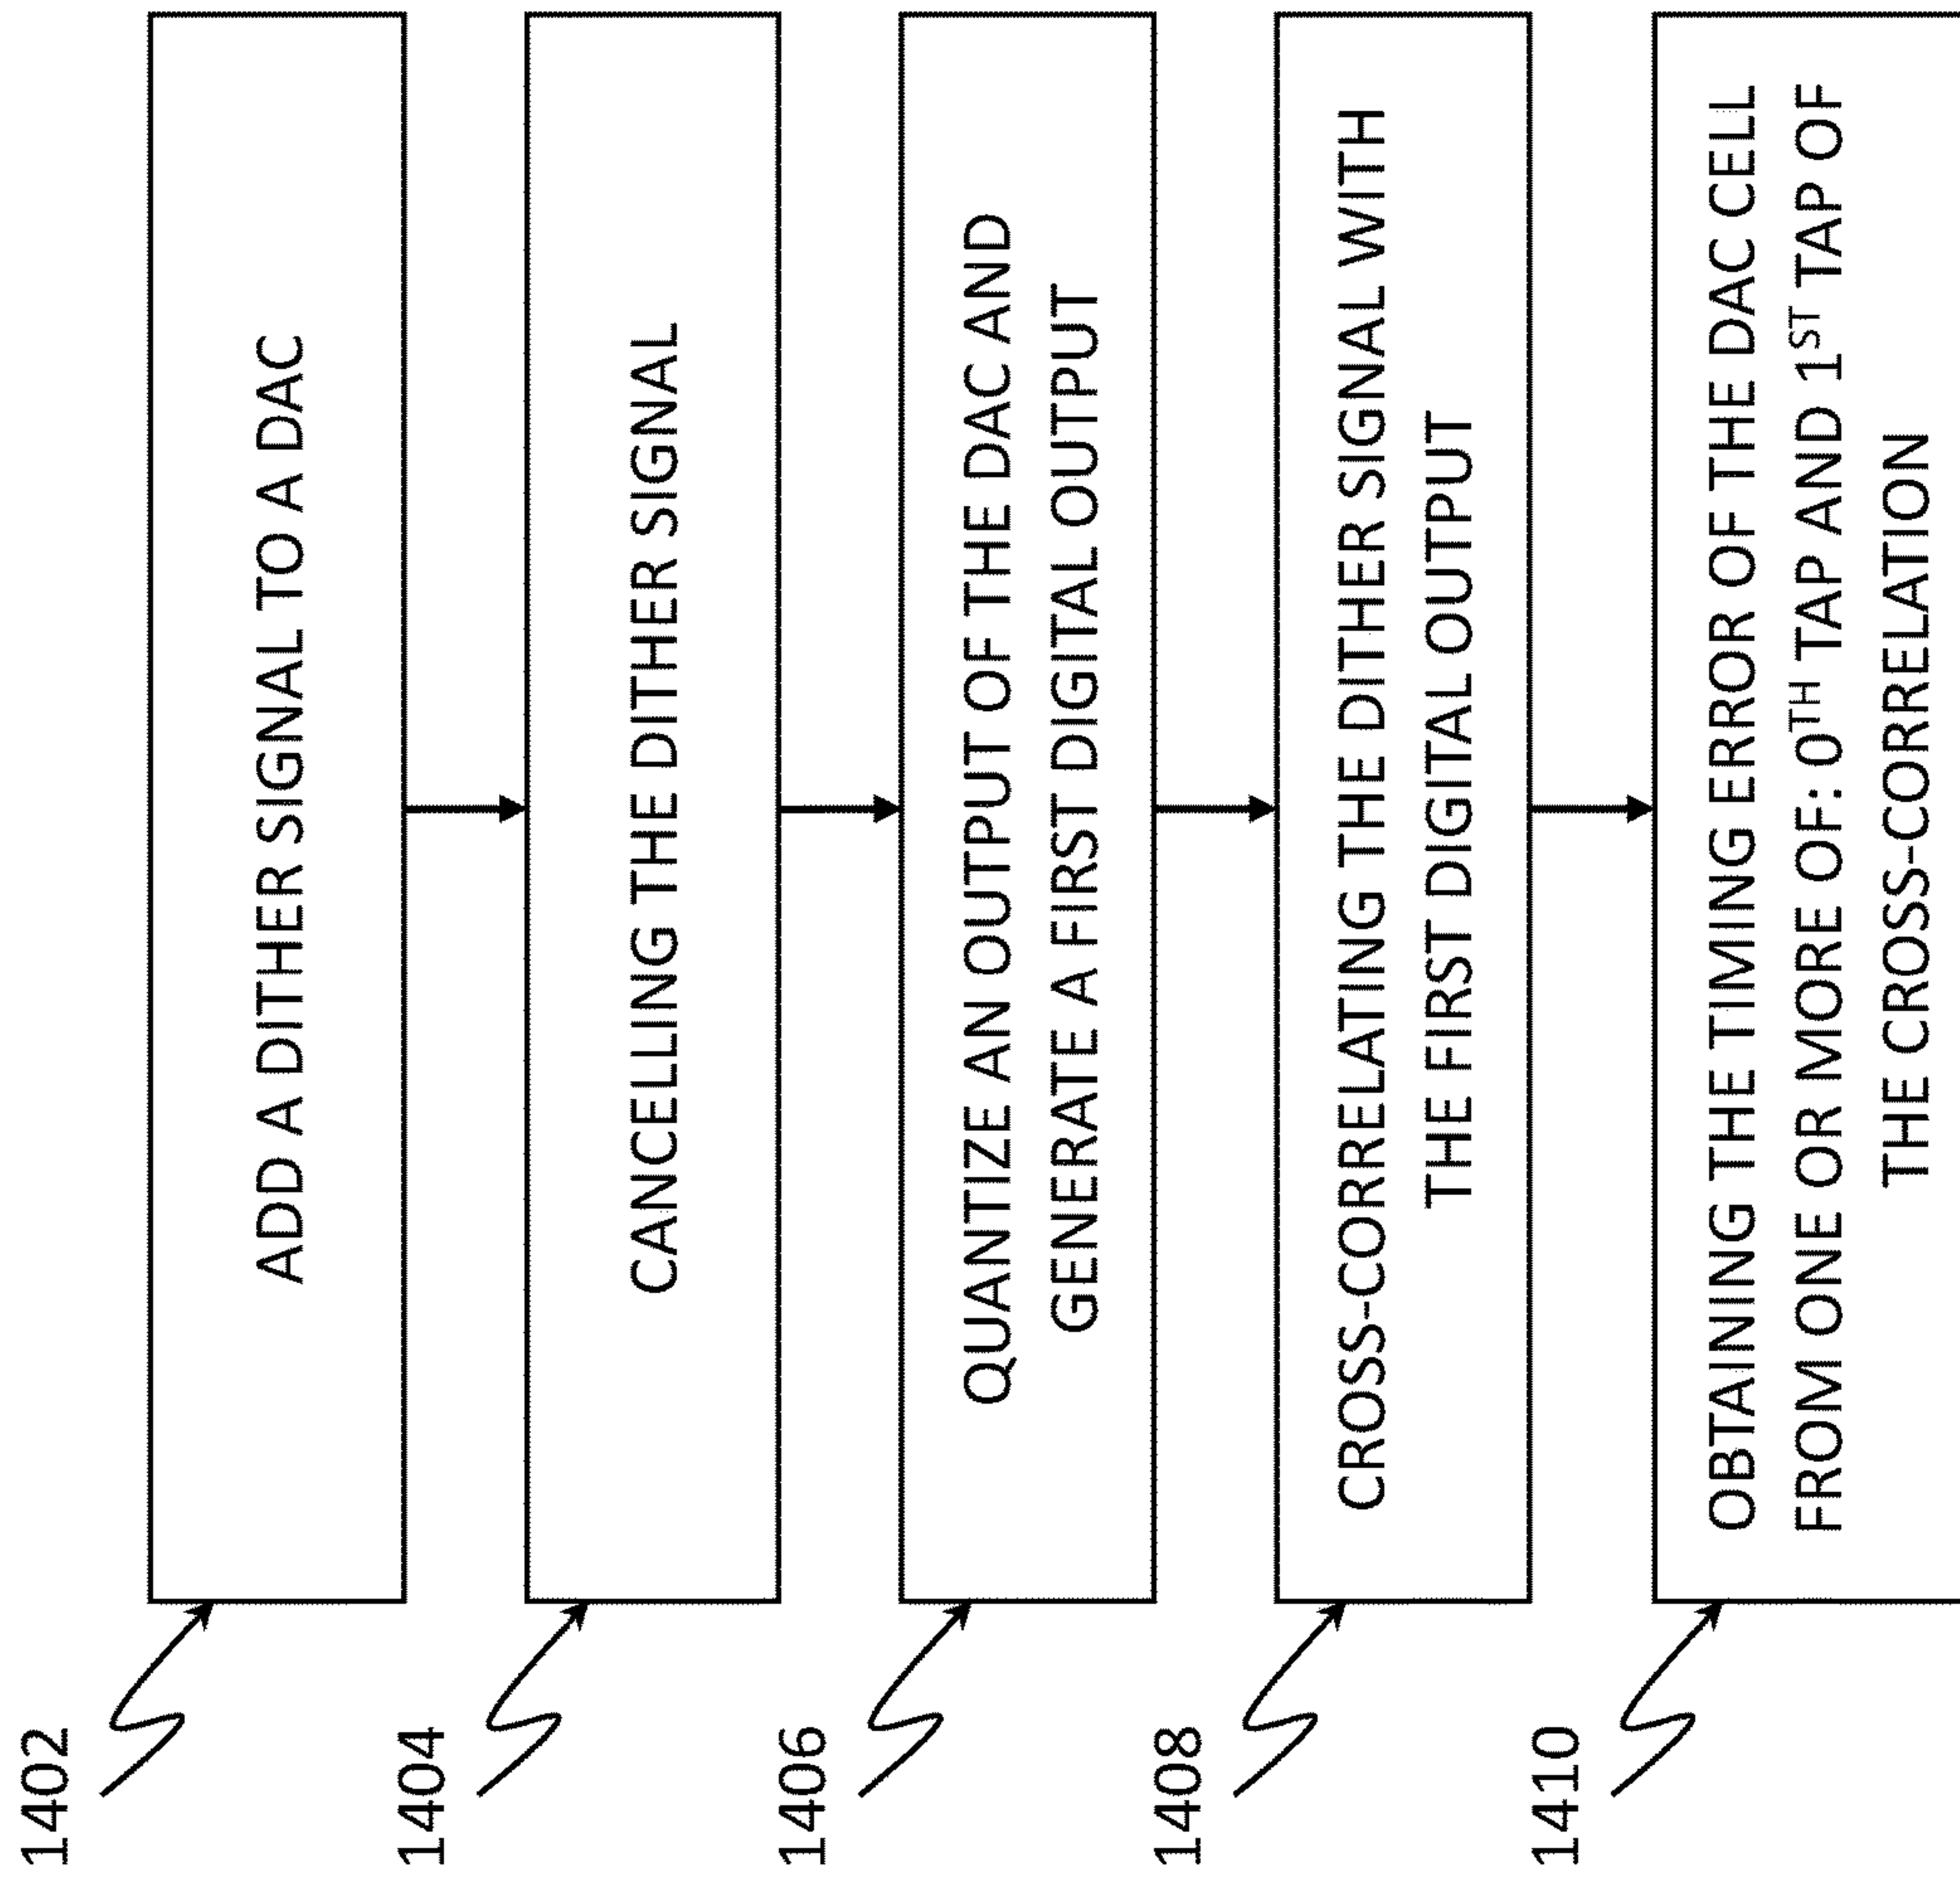 1402
ADD A DITHER SIGNAL TO A DAC
1404
CANCELLING THE DITHER SIGNAL
1406
QUANTIZE AN OUTPUT OF THE DAC AND
GENERATE A FIRST DIGITAL OUTPUT
1408
CROSS-CORRELATING THE DITHER SIGNAL WITH
THE FIRST DIGITAL OUTPUT
1410
OBTAINING THE TIMING ERROR OF THE DAC CELL
FROM ONE OR MORE OF: 0TH TAP AND 1ST TAP OF
THE CROSS-CORRELATION